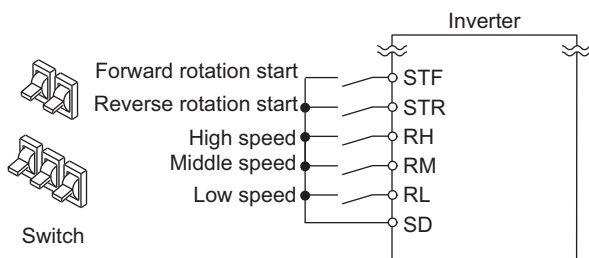 Inverter
Forward rotation start
STF
Reverse rotation start
STR
High speed
RH
Middle speed
RM
Low speed
RL
SD
Switch